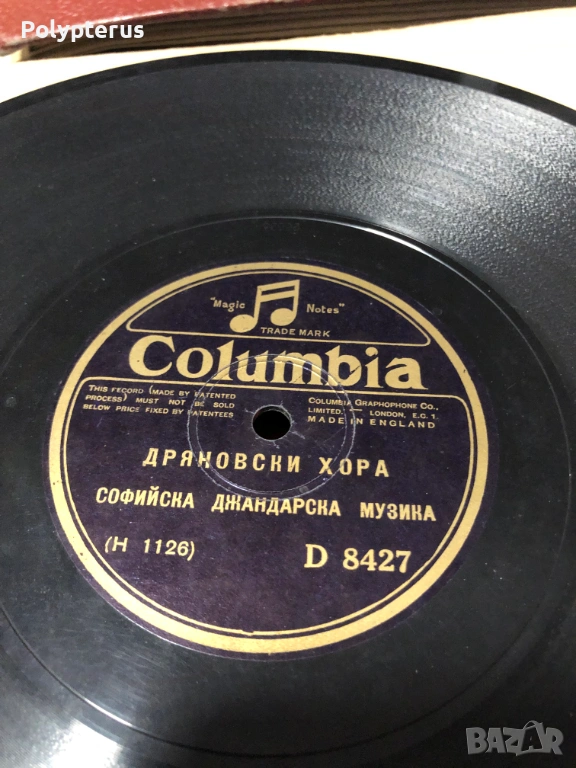 Polypterus
"Magic Notes"
TRADE MARK
Columbia
THIS RECORD (MADE BY PATENTED
PROCESS) MUST NOT BE SOLD
BELOW PRICE FIXED BY PATENTEES
COLUMBIA GRAPHOPHONE CO.,
LIMITED. — LONDON, E.C. 1.
MADE IN ENGLAND
ДРЯНОВСКИ ХОРА
СОФИЙСКА ДЖАНДАРСКА МУЗИКА
(H 1126) D 8427
BAZAR